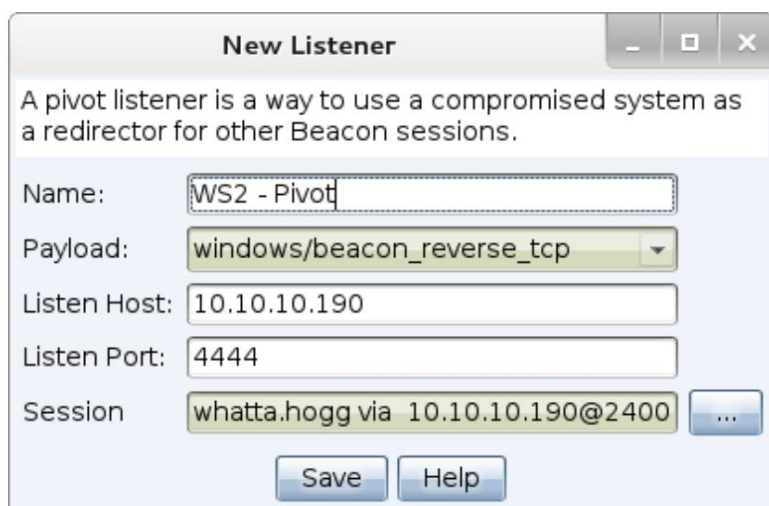 New Listener
A pivot listener is a way to use a compromised system as
a redirector for other Beacon sessions.
Name: WS2 - Pivot
Payload: windows/beacon_reverse_tcp
Listen Host: 10.10.10.190
Listen Port: 4444
Session whatta.hogg via 10.10.10.190@2400 ...
Save Help